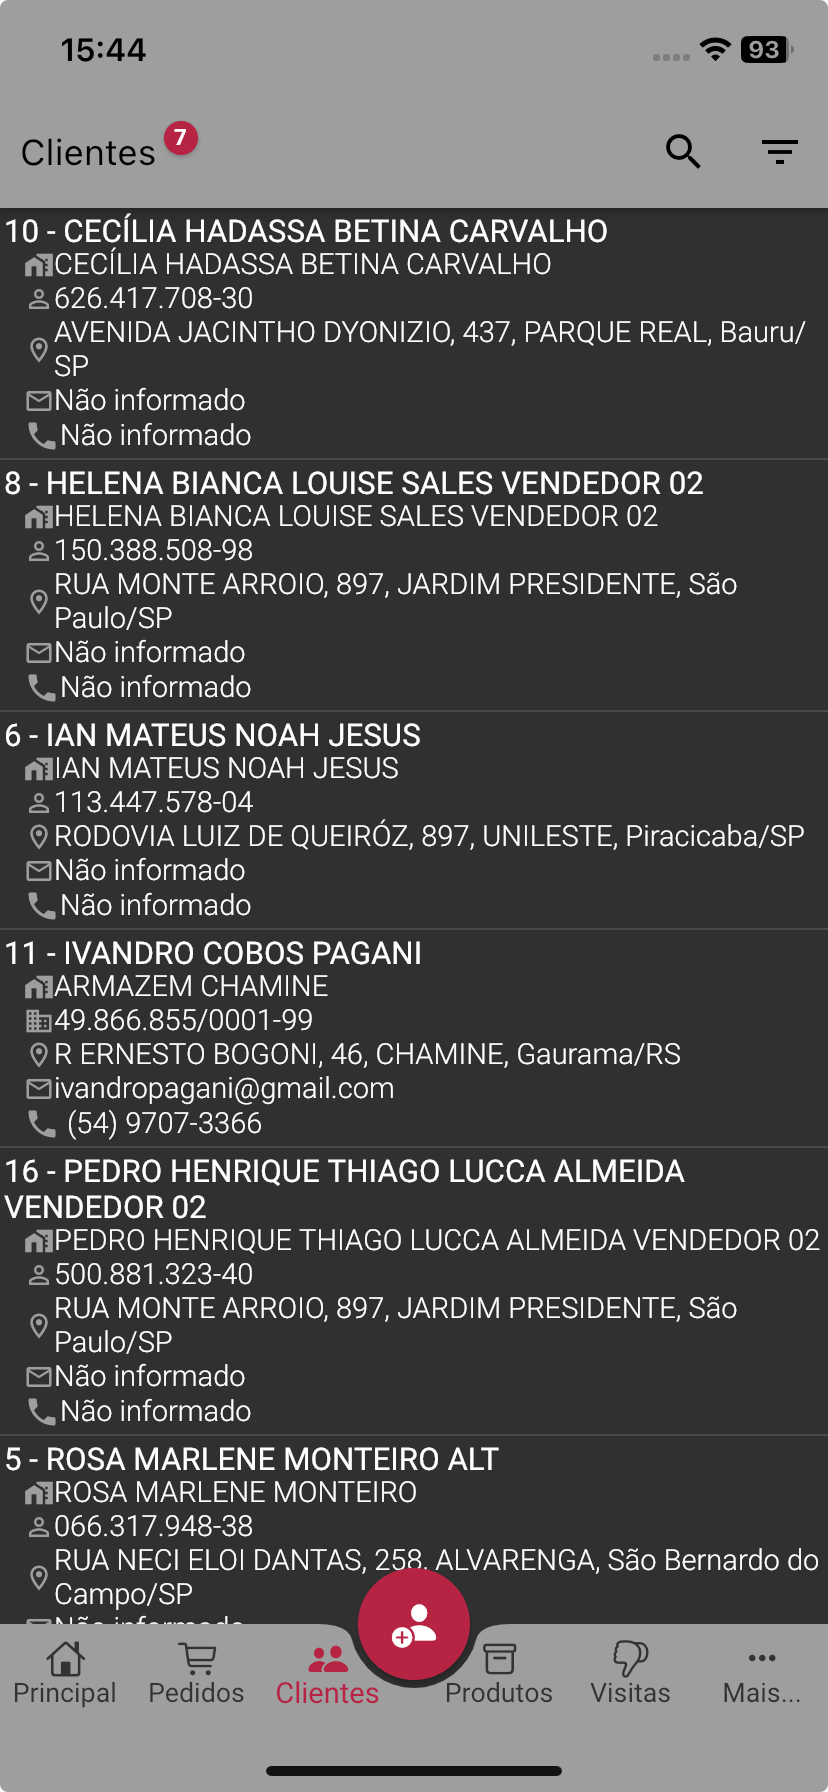 15:44
93
Clientes 7
10 - CECÍLIA HADASSA BETINA CARVALHO
CECÍLIA HADASSA BETINA CARVALHO
626.417.708-30
AVENIDA JACINTHO DYONIZIO, 437, PARQUE REAL, Bauru/
SP
Não informado
Não informado
8 - HELENA BIANCA LOUISE SALES VENDEDOR 02
HELENA BIANCA LOUISE SALES VENDEDOR 02
150.388.508-98
RUA MONTE ARROIO, 897, JARDIM PRESIDENTE, São
Paulo/SP
Não informado
Não informado
6 - IAN MATEUS NOAH JESUS
IAN MATEUS NOAH JESUS
113.447.578-04
RODOVIA LUIZ DE QUEIRÓZ, 897, UNILESTE, Piracicaba/SP
Não informado
Não informado
11 - IVANDRO COBOS PAGANI
ARMAZEM CHAMINE
49.866.855/0001-99
R ERNESTO BOGONI, 46, CHAMINE, Gaurama/RS
ivandropagani@gmail.com
(54) 9707-3366
16 - PEDRO HENRIQUE THIAGO LUCCA ALMEIDA
VENDEDOR 02
PEDRO HENRIQUE THIAGO LUCCA ALMEIDA VENDEDOR 02
500.881.323-40
RUA MONTE ARROIO, 897, JARDIM PRESIDENTE, São
Paulo/SP
Não informado
Não informado
5 - ROSA MARLENE MONTEIRO ALT
ROSA MARLENE MONTEIRO
066.317.948-38
RUA NECI ELOI DANTAS, 258, ALVARENGA, São Bernardo do
Campo/SP
Não informado
Principal Pedidos Clientes Produtos Visitas Mais...